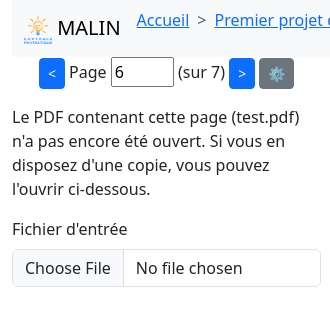 MALIN Accueil > Premier projet
< Page 6 (sur 7) > ⚙️
Le PDF contenant cette page (test.pdf)
n'a pas encore été ouvert. Si vous en
disposez d'une copie, vous pouvez
l'ouvrir ci-dessous.
Fichier d'entrée
Choose File No file chosen